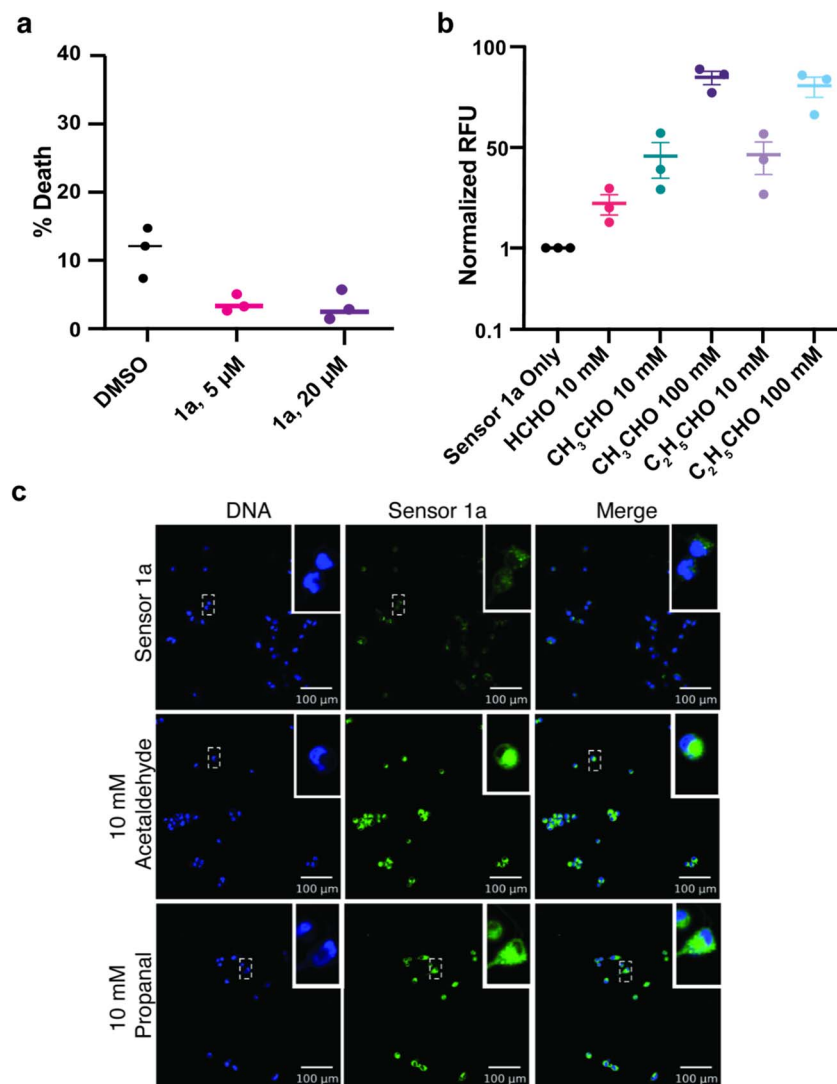 a
% Death
40
30
20
10
0
DMSO
1a, 5 µM
1a, 20 µM
b
Normalized RFU
100
50
1
0.1
Sensor 1a Only
HCHO 10 mM
CH₃CHO 10 mM
CH₃CHO 100 mM
C₂H₅CHO 10 mM
C₂H₅CHO 100 mM
c
DNA
Sensor 1a
Merge
Sensor 1a
100 µm
100 µm
100 µm
10 mM
Acetaldehyde
100 µm
100 µm
100 µm
10 mM
Propanal
100 µm
100 µm
100 µm